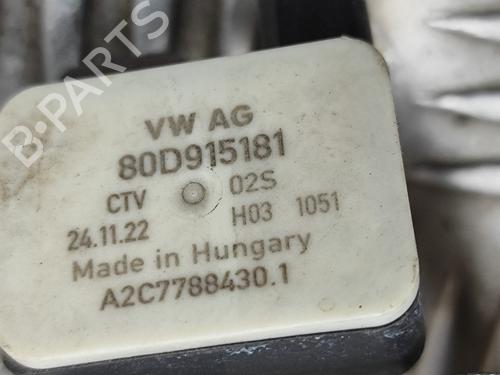 VW AG
80D915181
CTV 02S
24.11.22 H03 1051
Made in Hungary
A2C7788430.1
B-PARTS